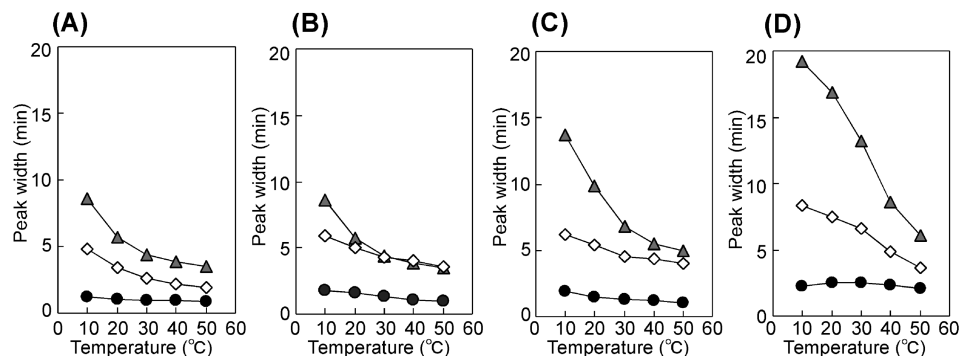 (A) (B) (C) (D)
20 20 20 20
15 15 15 15
10 10 10 10
5 5 5 5
0 0 0 0
Peak width (min) Peak width (min) Peak width (min) Peak width (min)
0 10 20 30 40 50 60 0 10 20 30 40 50 60 0 10 20 30 40 50 60 0 10 20 30 40 50 60
Temperature (°C) Temperature (°C) Temperature (°C) Temperature (°C)